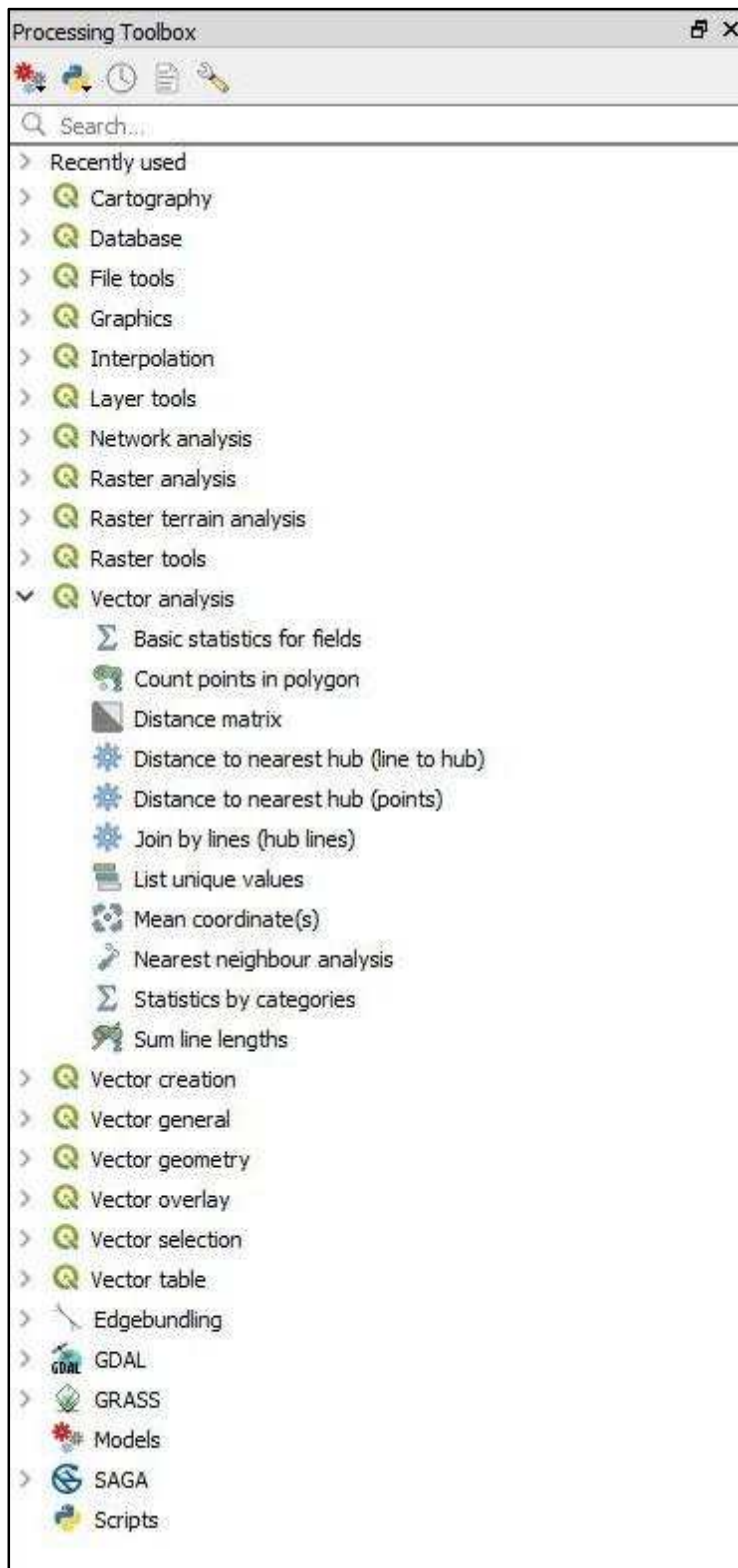 Processing Toolbox
Search...
Recently used
Cartography
Database
File tools
Graphics
Interpolation
Layer tools
Network analysis
Raster analysis
Raster terrain analysis
Raster tools
Vector analysis
Basic statistics for fields
Count points in polygon
Distance matrix
Distance to nearest hub (line to hub)
Distance to nearest hub (points)
Join by lines (hub lines)
List unique values
Mean coordinate(s)
Nearest neighbour analysis
Statistics by categories
Sum line lengths
Vector creation
Vector general
Vector geometry
Vector overlay
Vector selection
Vector table
Edgebundling
GDAL GDAL
GRASS
Models
SAGA
Scripts